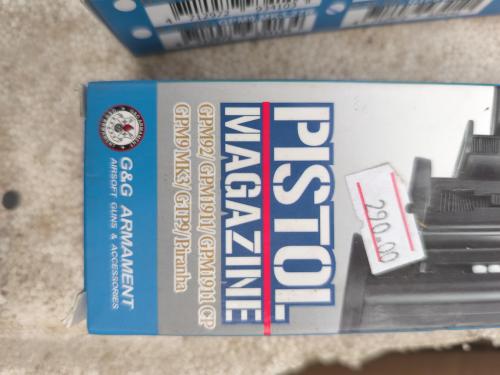 PISTOL
MAGAZINE
GPM92/ GPM1911/ GPM1911CP
GPM9 MK3/ GTP9/ Piranha
G&G ARMAMENT
AIRSOFT GUNS & ACCESSORIES
290.00